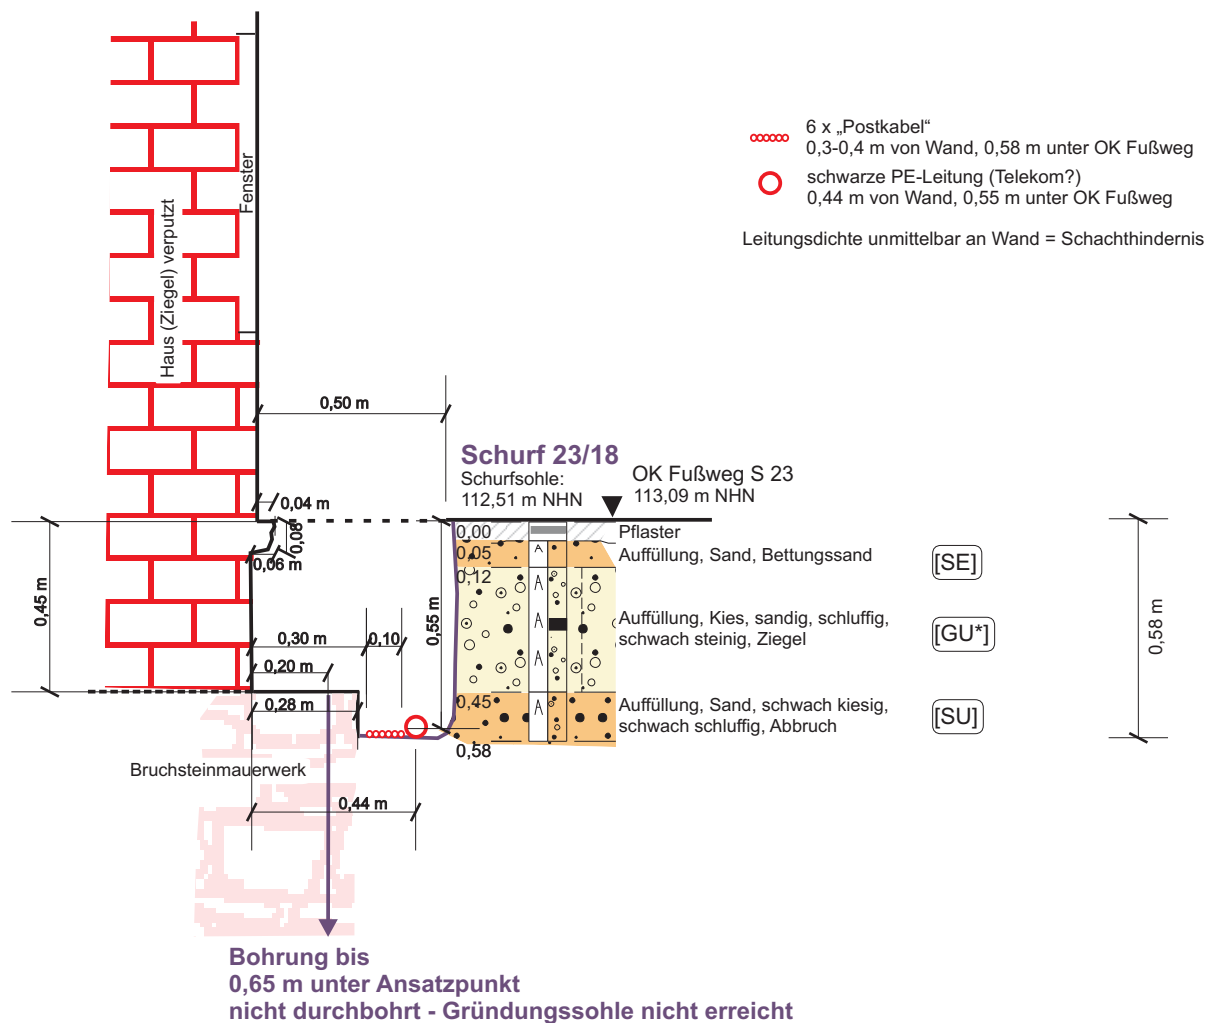 6 x „Postkabel“
0,3-0,4 m von Wand, 0,58 m unter OK Fußweg
schwarze PE-Leitung (Telekom?)
0,44 m von Wand, 0,55 m unter OK Fußweg
Leitungsdichte unmittelbar an Wand = Schachthindernis
Fenster
Haus (Ziegel) verputzt
0,50 m
Schurf 23/18
Schurfsohle:
112,51 m NHN
OK Fußweg S 23
113,09 m NHN
0,04 m
0,08
0,06 m
0,45 m
0,30 m
0,10
0,20 m
0,28 m
0,55 m
0,44 m
0,00
Pflaster
0,05
Auffüllung, Sand, Bettungssand
[SE]
0,12
Auffüllung, Kies, sandig, schluffig,
schwach steinig, Ziegel
[GU*]
0,45
Auffüllung, Sand, schwach kiesig,
schwach schluffig, Abbruch
[SU]
0,58
A
A
A
A
A
0,58 m
Bruchsteinmauerwerk
Bohrung bis
0,65 m unter Ansatzpunkt
nicht durchbohrt - Gründungssohle nicht erreicht